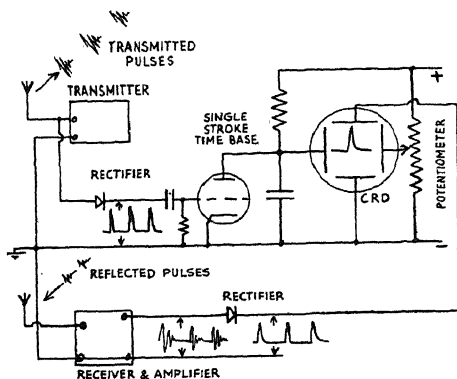 TRANSMITTED
PULSES
TRANSMITTER
SINGLE
STROKE
TIME BASE
+
RECTIFIER
CRD
POTENTIOMETER
−
REFLECTED PULSES
RECTIFIER
RECEIVER & AMPLIFIER